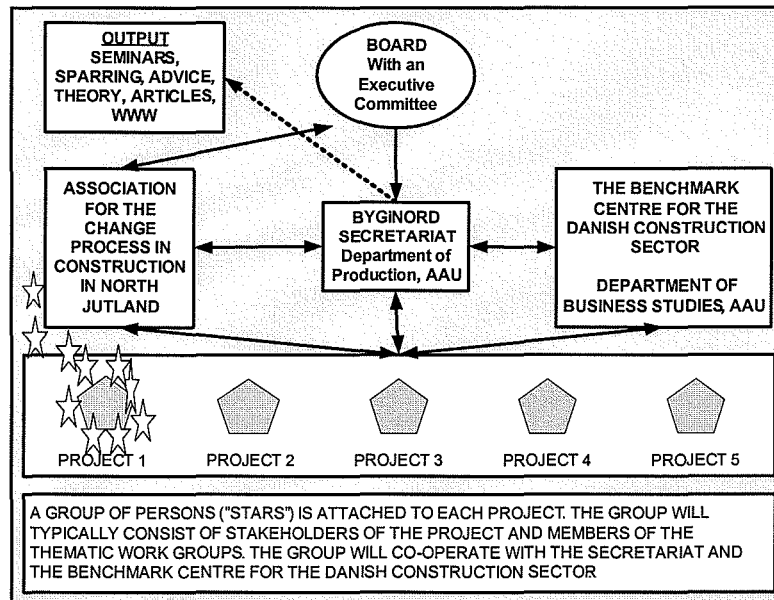 OUTPUT
SEMINARS,
SPARRING, ADVICE,
THEORY, ARTICLES,
WWW
BOARD
With an
Executive
Committee
ASSOCIATION
FOR THE
CHANGE
PROCESS IN
CONSTRUCTION
IN NORTH
JUTLAND
BYGINORD
SECRETARIAT
Department of
Production, AAU
THE BENCHMARK
CENTRE FOR THE
DANISH CONSTRUCTION
SECTOR
DEPARTMENT OF
BUSINESS STUDIES, AAU
PROJECT 1
PROJECT 2
PROJECT 3
PROJECT 4
PROJECT 5
A GROUP OF PERSONS ("STARS") IS ATTACHED TO EACH PROJECT. THE GROUP WILL
TYPICALLY CONSIST OF STAKEHOLDERS OF THE PROJECT AND MEMBERS OF THE
THEMATIC WORK GROUPS. THE GROUP WILL CO-OPERATE WITH THE SECRETARIAT AND
THE BENCHMARK CENTRE FOR THE DANISH CONSTRUCTION SECTOR